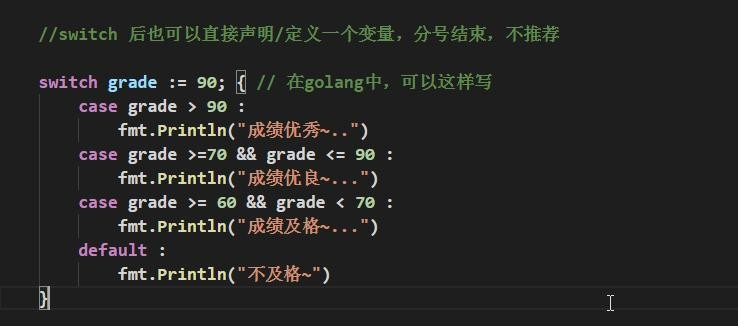 //switch 后也可以直接声明/定义一个变量，分号结束，不推荐
switch grade := 90; { // 在golang中，可以这样写
case grade > 90 :
fmt.Println("成绩优秀~..")
case grade >=70 && grade <= 90 :
fmt.Println("成绩优良~...")
case grade >= 60 && grade < 70 :
fmt.Println("成绩及格~...")
default :
fmt.Println("不及格~")
}